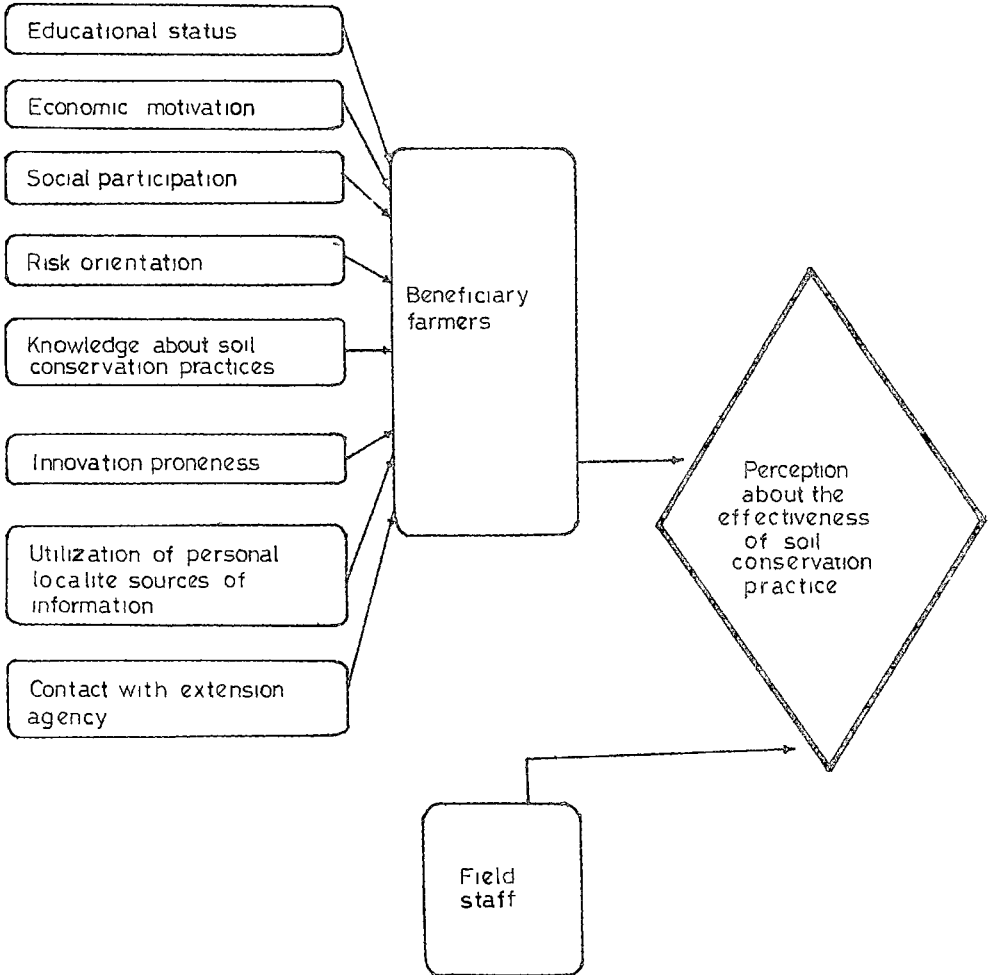 Educational status
Economic motivation
Social participation
Risk orientation
Knowledge about soil
conservation practices
Innovation proneness
Utilization of personal
localite sources of
information
Contact with extension
agency
Beneficiary
farmers
Perception
about the
effectiveness
of soil
conservation
practice
Field
staff